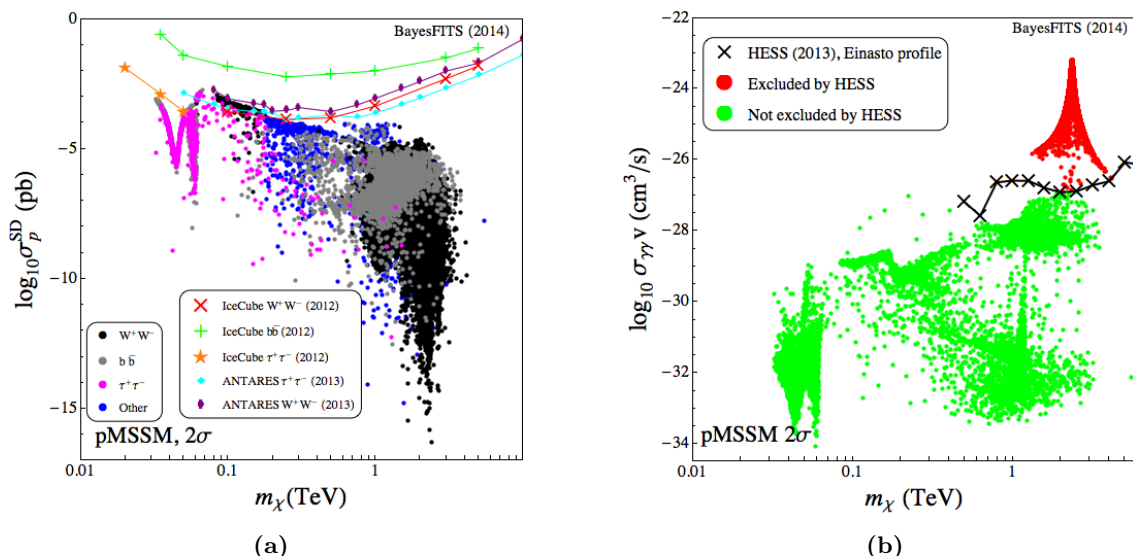 BayesFITS (2014)
0
−5
−10
−15
log₁₀σₚˢᴰ (pb)
W⁺W⁻
b b̄
τ⁺τ⁻
Other
IceCube W⁺W⁻ (2012)
IceCube bb̄ (2012)
IceCube τ⁺τ⁻ (2012)
ANTARES τ⁺τ⁻ (2013)
ANTARES W⁺W⁻ (2013)
pMSSM, 2σ
0.01 0.1 1
mχ(TeV)
(a)
BayesFITS (2014)
−22
−24
−26
−28
−30
−32
−34
log₁₀ σγγ v (cm³/s)
HESS (2013), Einasto profile
Excluded by HESS
Not excluded by HESS
pMSSM 2σ
0.01 0.1 1
mχ (TeV)
(b)